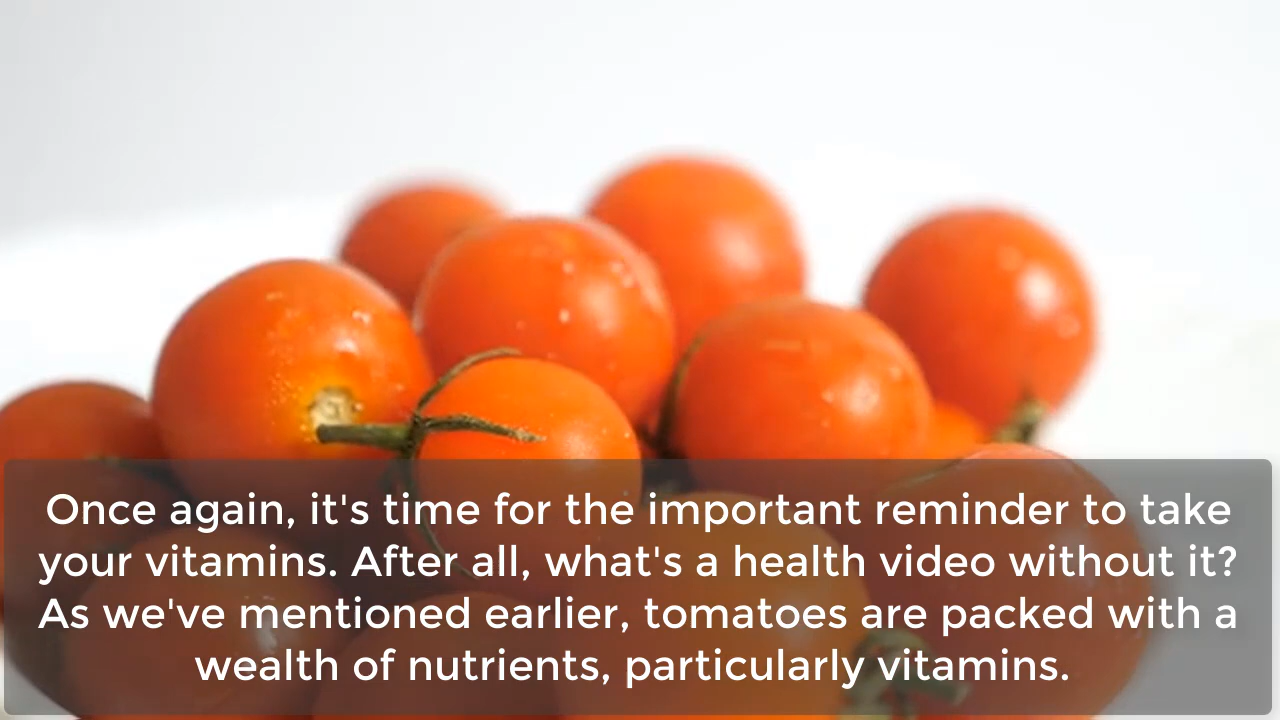 Once again, it's time for the important reminder to take
your vitamins. After all, what's a health video without it?
As we've mentioned earlier, tomatoes are packed with a
wealth of nutrients, particularly vitamins.